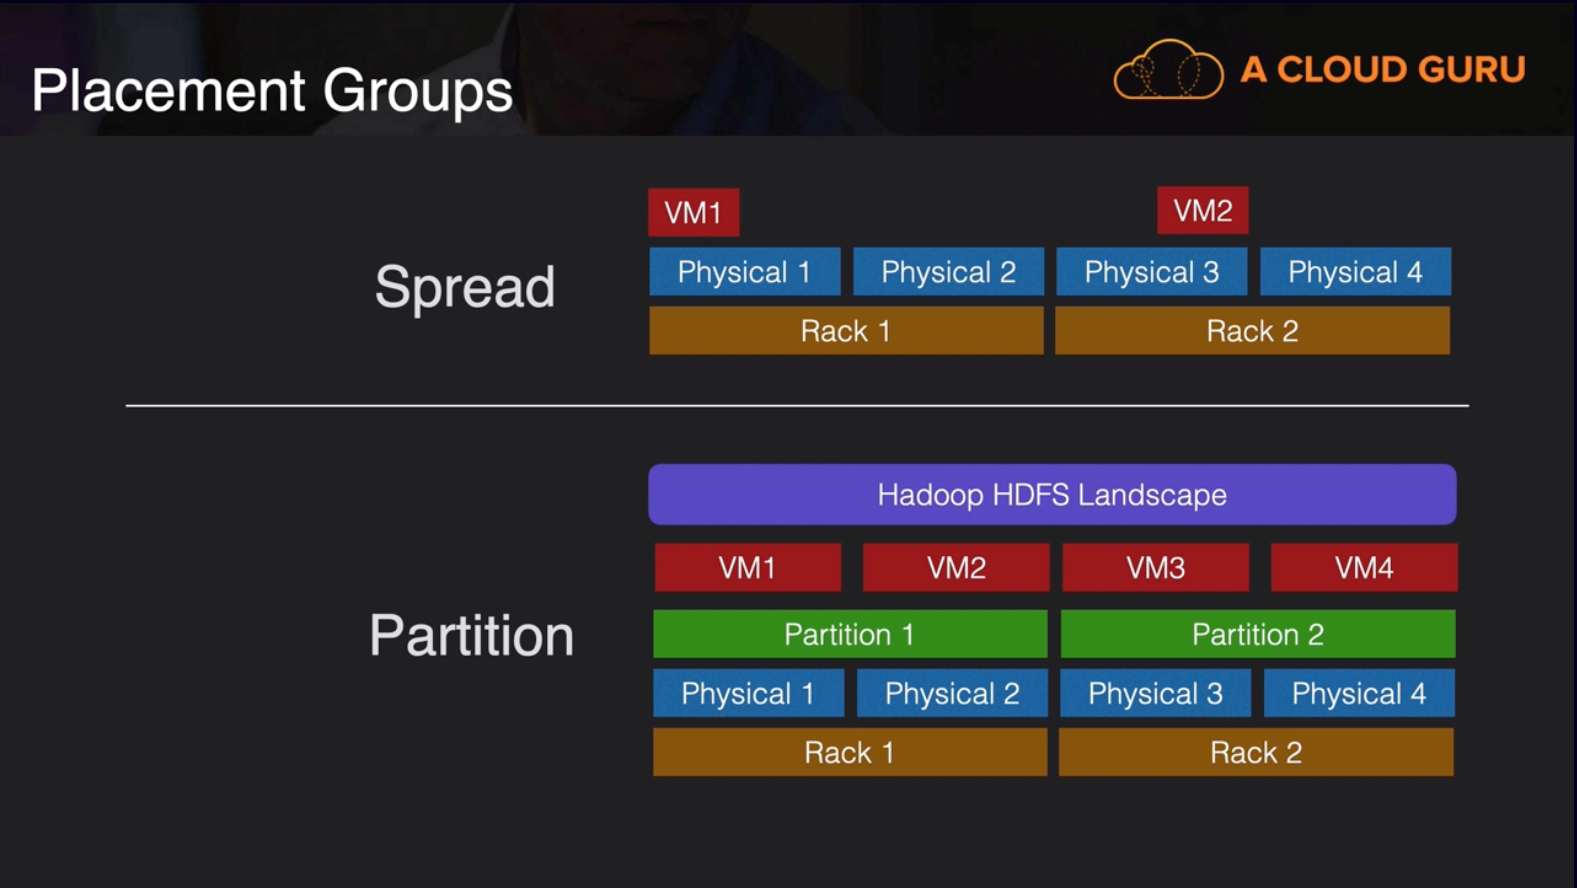 Placement Groups
A CLOUD GURU
VM1 VM2
Spread
Physical 1 Physical 2 Physical 3 Physical 4
Rack 1 Rack 2
Hadoop HDFS Landscape
VM1 VM2 VM3 VM4
Partition
Partition 1 Partition 2
Physical 1 Physical 2 Physical 3 Physical 4
Rack 1 Rack 2